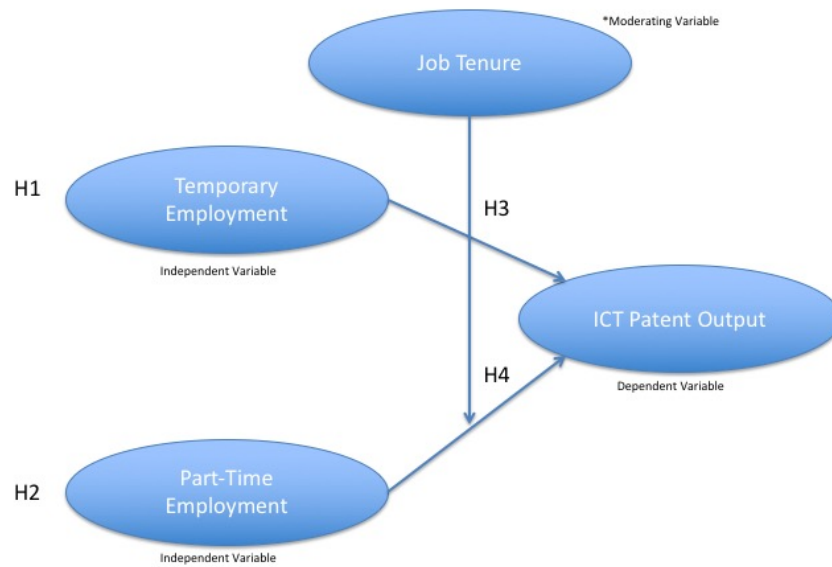 *Moderating Variable
Job Tenure
H1
Temporary
Employment
H3
Independent Variable
ICT Patent Output
H4
Dependent Variable
H2
Part-Time
Employment
Independent Variable